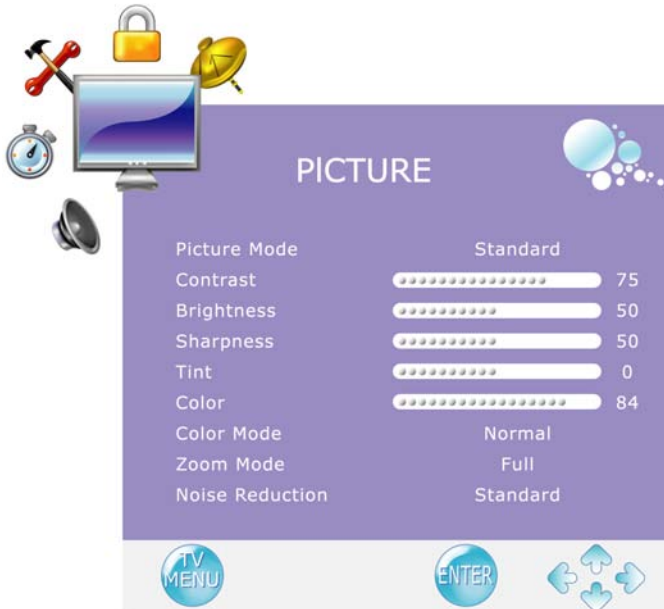 PICTURE
Picture Mode Standard
Contrast 75
Brightness 50
Sharpness 50
Tint 0
Color 84
Color Mode Normal
Zoom Mode Full
Noise Reduction Standard
TV
MENU
ENTER